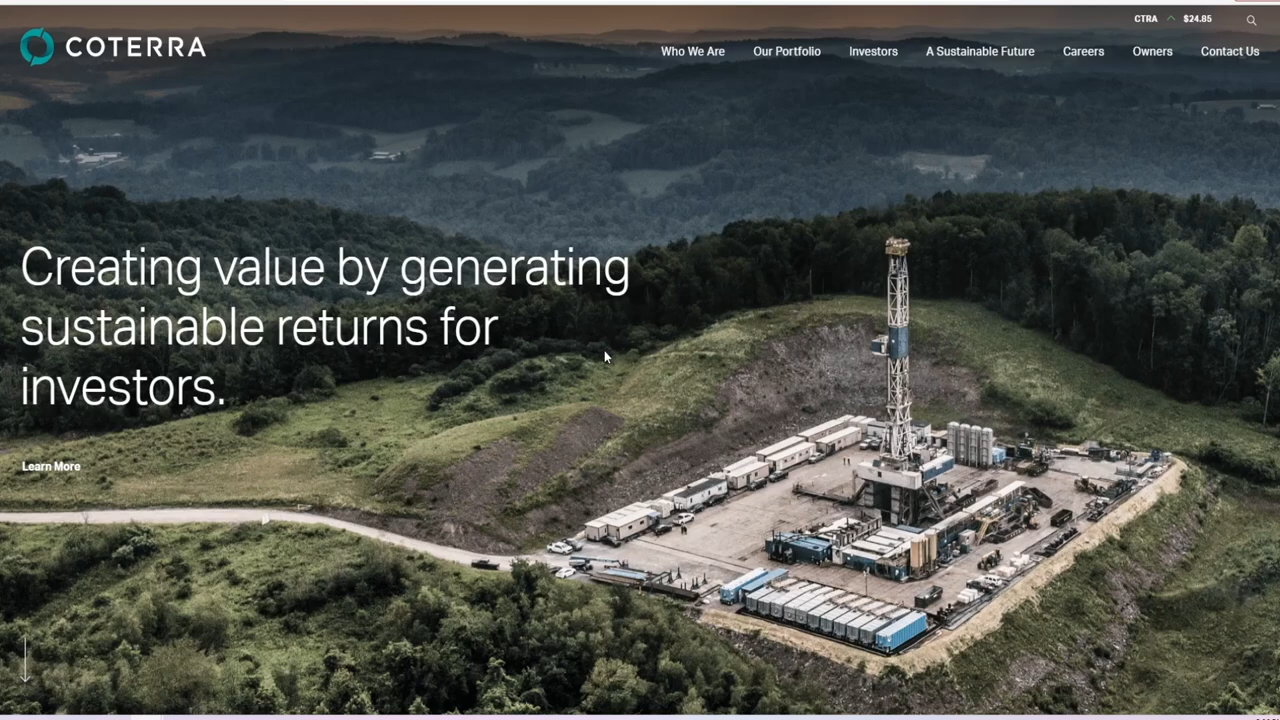 CTRA $24.85
COTERRA
Who We Are Our Portfolio Investors A Sustainable Future Careers Owners Contact Us
Creating value by generating
sustainable returns for
investors.
Learn More